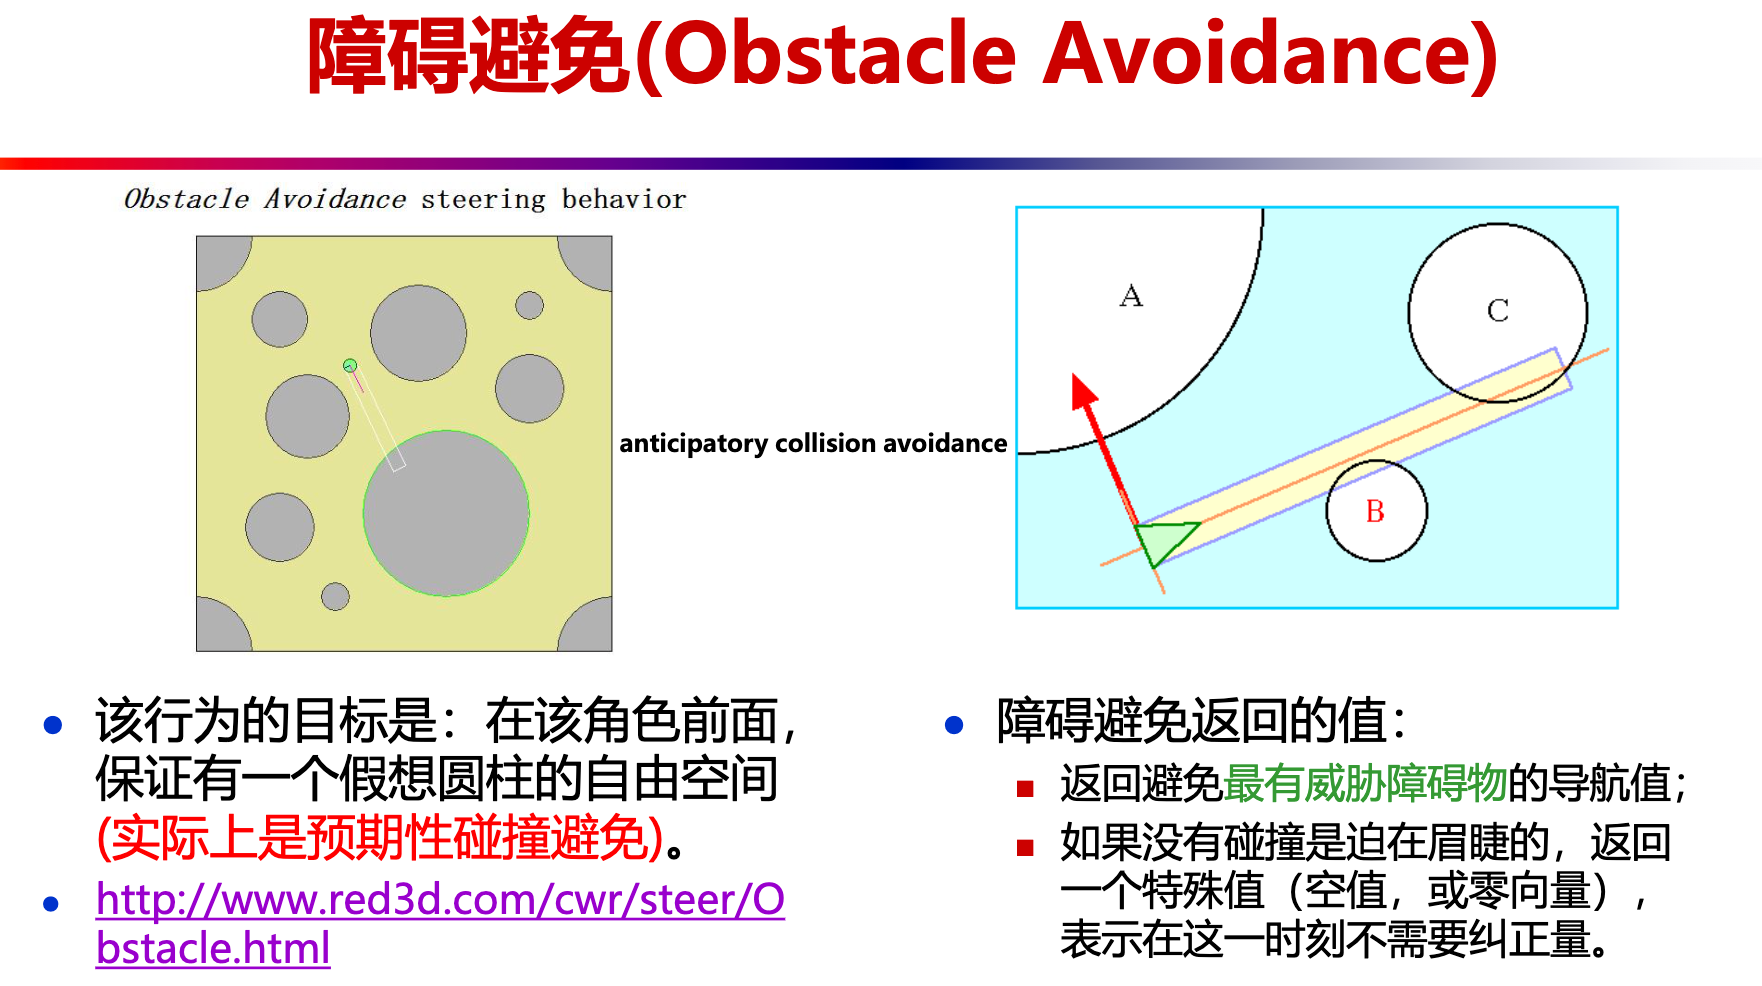 障碍避免(Obstacle Avoidance)
Obstacle Avoidance steering behavior
anticipatory collision avoidance
A
C
B
该行为的目标是：在该角色前面，
保证有一个假想圆柱的自由空间
(实际上是预期性碰撞避免)。
http://www.red3d.com/cwr/steer/O
bstacle.html
障碍避免返回的值：
返回避免最有威胁障碍物的导航值；
如果没有碰撞是迫在眉睫的，返回
一个特殊值（空值，或零向量），
表示在这一时刻不需要纠正量。